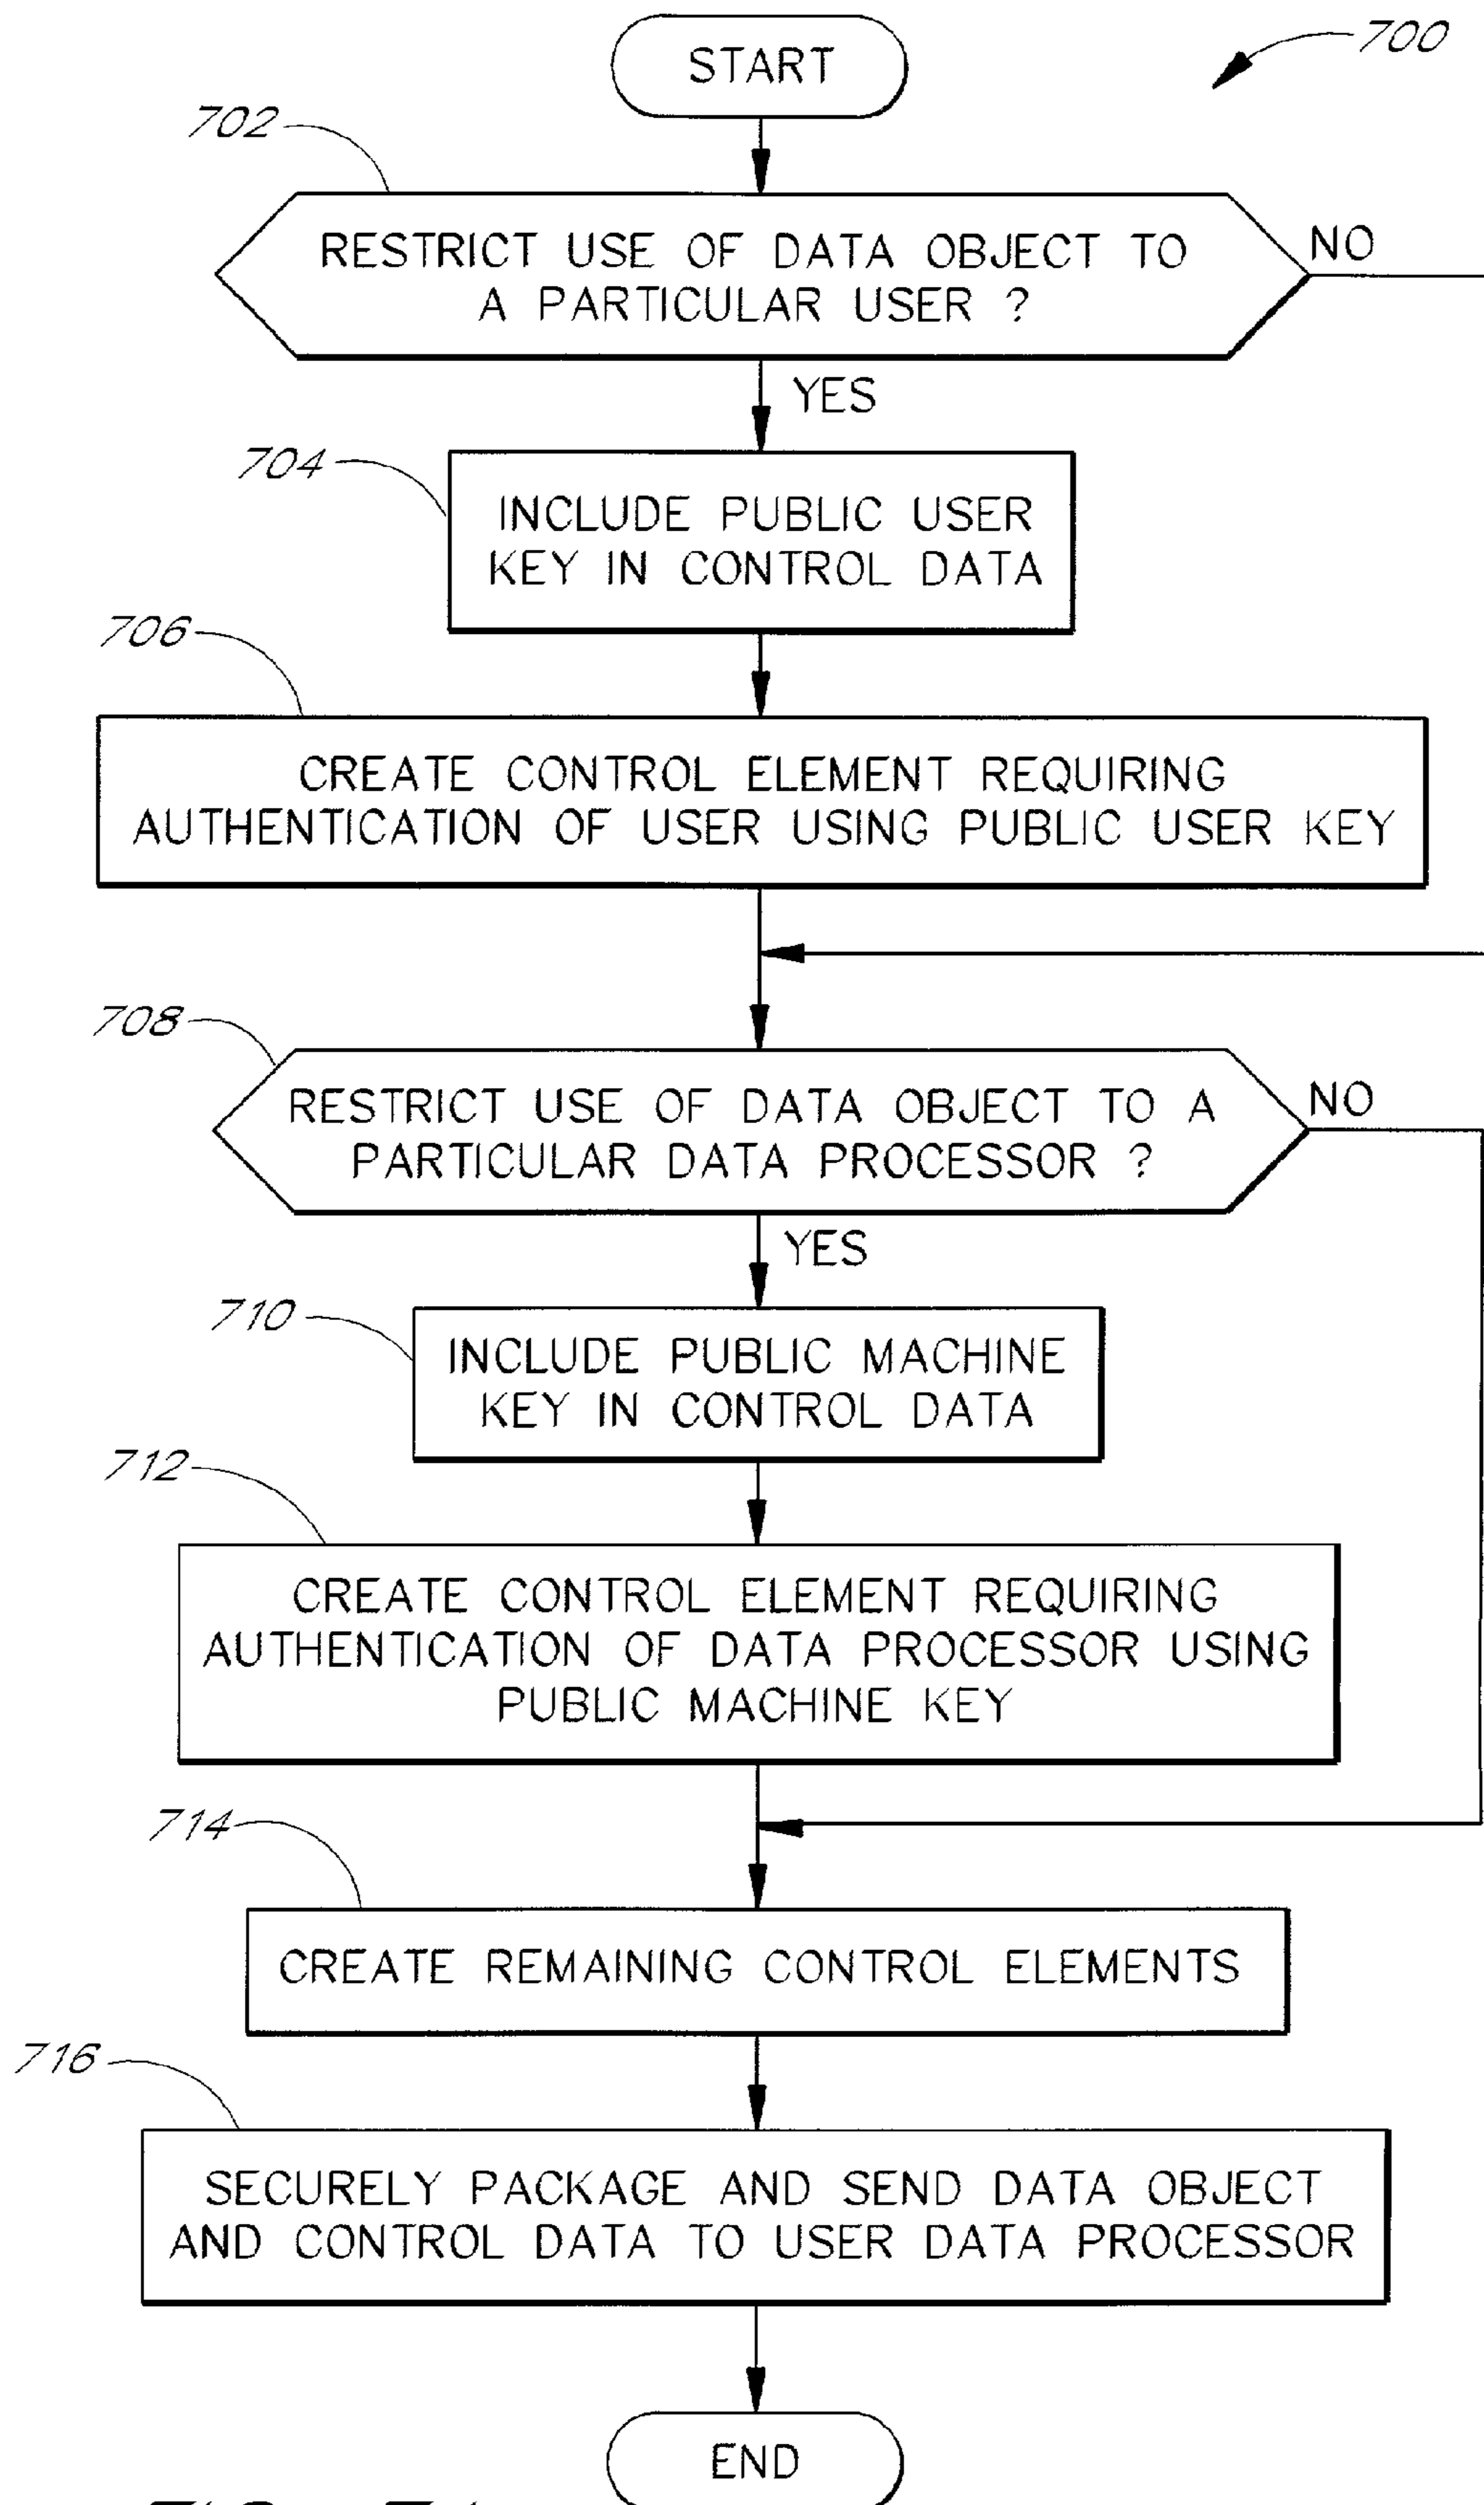 START
700
702
RESTRICT USE OF DATA OBJECT TO
A PARTICULAR USER ?
NO
YES
704
INCLUDE PUBLIC USER
KEY IN CONTROL DATA
706
CREATE CONTROL ELEMENT REQUIRING
AUTHENTICATION OF USER USING PUBLIC USER KEY
708
RESTRICT USE OF DATA OBJECT TO A
PARTICULAR DATA PROCESSOR ?
NO
YES
710
INCLUDE PUBLIC MACHINE
KEY IN CONTROL DATA
712
CREATE CONTROL ELEMENT REQUIRING
AUTHENTICATION OF DATA PROCESSOR USING
PUBLIC MACHINE KEY
714
CREATE REMAINING CONTROL ELEMENTS
716
SECURELY PACKAGE AND SEND DATA OBJECT
AND CONTROL DATA TO USER DATA PROCESSOR
END